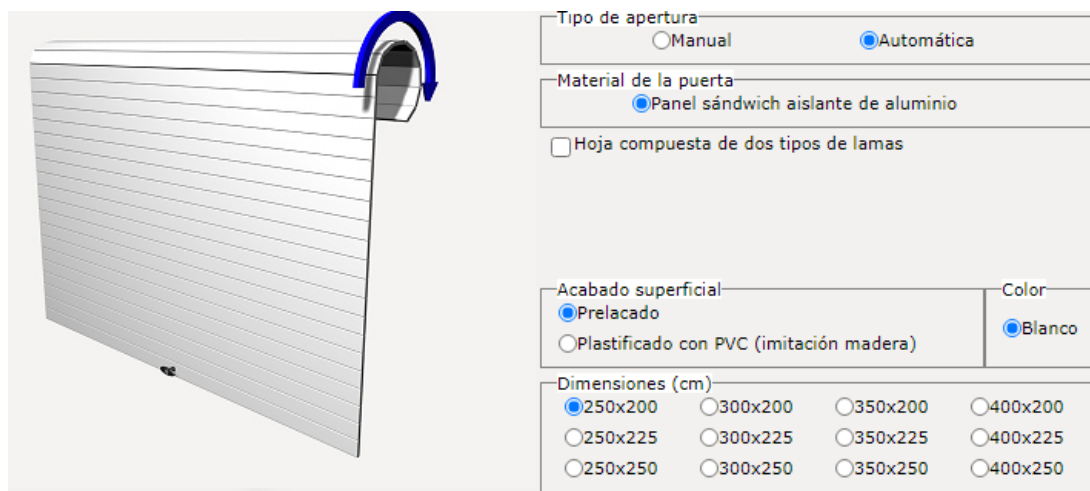 Tipo de apertura
Manual Automática
Material de la puerta
Panel sándwich aislante de aluminio
Hoja compuesta de dos tipos de lamas
Acabado superficial Color
Prelacado
Blanco
Plastificado con PVC (imitación madera)
Dimensiones (cm)
250x200 300x200 350x200 400x200
250x225 300x225 350x225 400x225
250x250 300x250 350x250 400x250